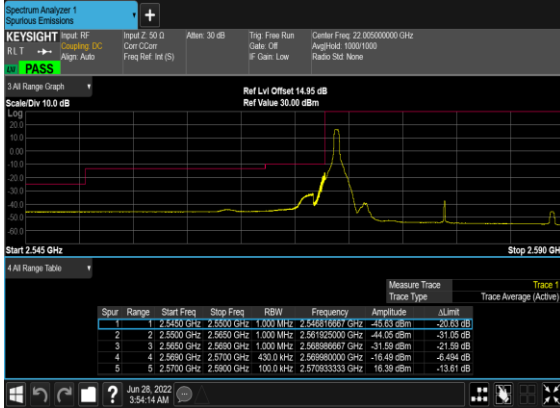 Spectrum Analyzer 1
Spurious Emissions
KEYSIGHT Input: RF Input Z: 50 Ω Atten: 30 dB Trig: Free Run Center Freq: 22.005000000 GHz
RLT Coupling: DC Corr CCorr Gate: Off Avg|Hold: 1000/1000
Align: Auto Freq Ref: Int (S) IF Gain: Low Radio Std: None
PASS
3 All Range Graph
Ref Lvl Offset 14.95 dB
Scale/Div 10.0 dB Ref Value 30.00 dBm
Log
20.0
10.0
0.00
-10.0
-20.0
-30.0
-40.0
-50.0
-60.0
Start 2.545 GHz Stop 2.590 GH
4 All Range Table
Measure Trace Trace 1
Trace Type Trace Average (Active)
Spur Range Start Freq Stop Freq RBW Frequency Amplitude ΔLimit
1 1 2.5450 GHz 2.5500 GHz 1.000 MHz 2.546816667 GHz -45.63 dBm -20.63 dB
2 2 2.5500 GHz 2.5650 GHz 1.000 MHz 2.561925000 GHz -44.05 dBm -31.05 dB
3 3 2.5650 GHz 2.5690 GHz 1.000 MHz 2.568986667 GHz -31.59 dBm -21.59 dB
4 4 2.5690 GHz 2.5700 GHz 430.0 kHz 2.569980000 GHz -16.49 dBm -6.494 dB
5 5 2.5700 GHz 2.5900 GHz 100.0 kHz 2.570933333 GHz 16.39 dBm -13.61 dB
Jun 28, 2022
3:54:14 AM